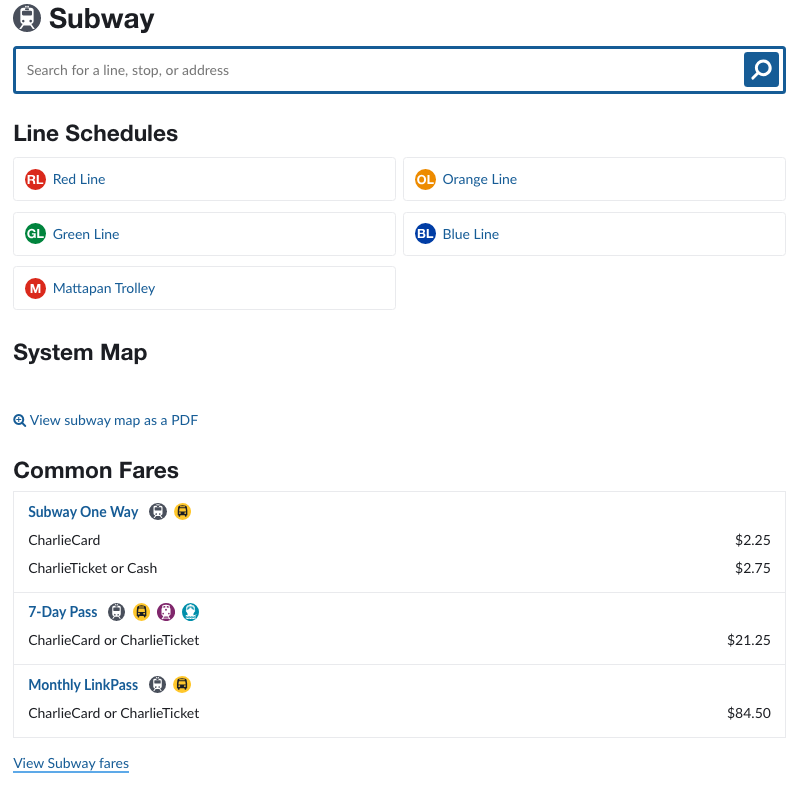 Subway
Search for a line, stop, or address
Line Schedules
RL Red Line
OL Orange Line
GL Green Line
BL Blue Line
M Mattapan Trolley
System Map
View subway map as a PDF
Common Fares
Subway One Way
CharlieCard $2.25
CharlieTicket or Cash $2.75
7-Day Pass
CharlieCard or CharlieTicket $21.25
Monthly LinkPass
CharlieCard or CharlieTicket $84.50
View Subway fares